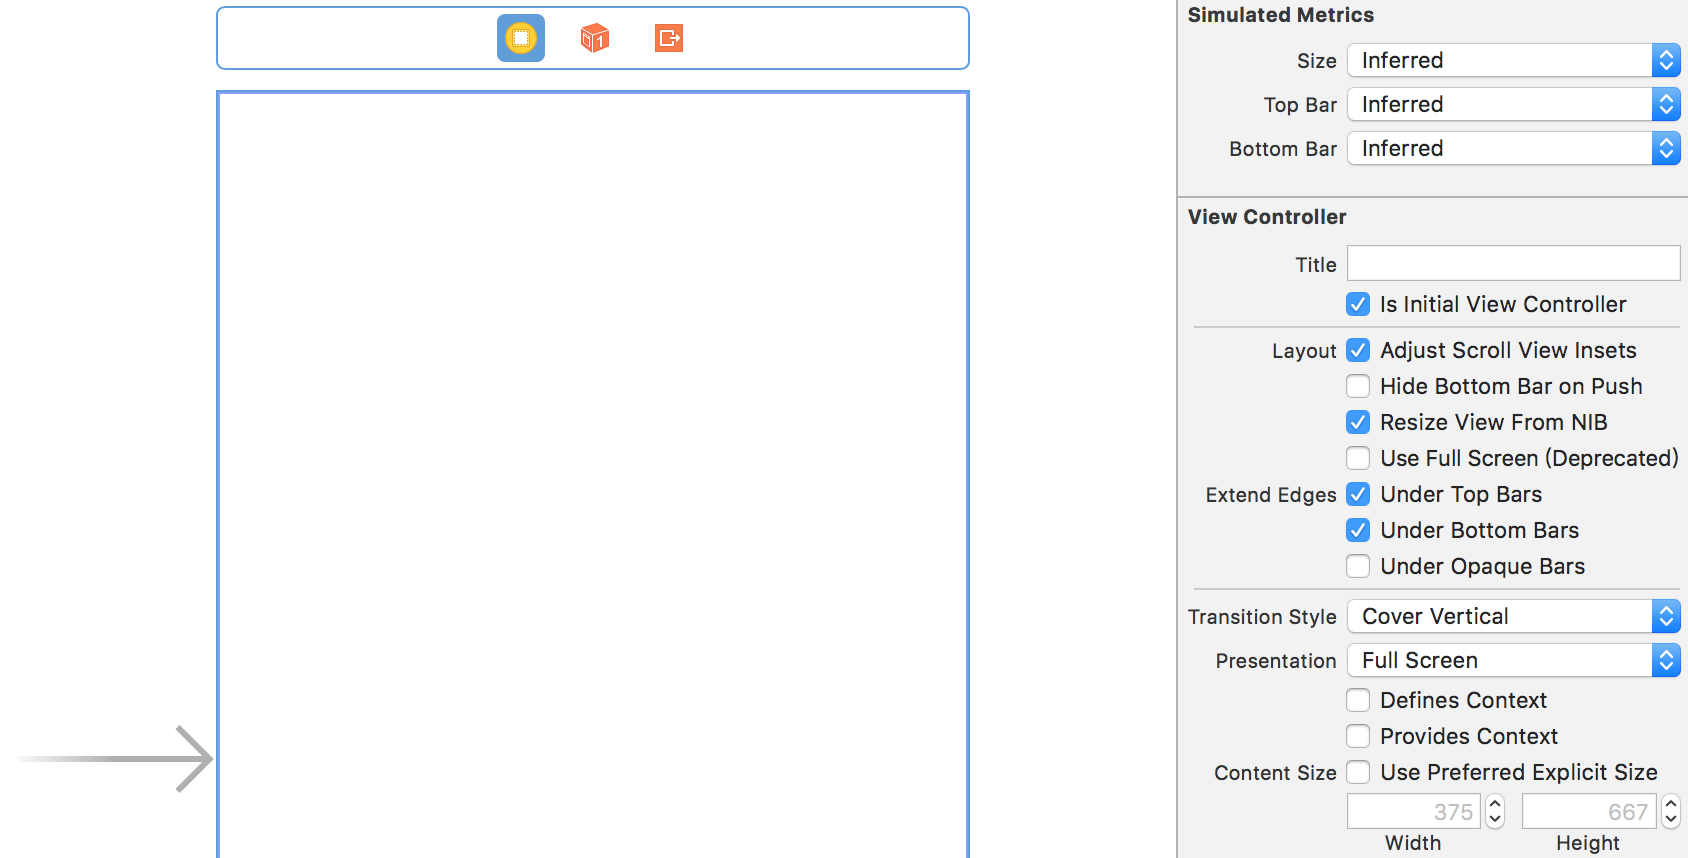 1
Simulated Metrics
Size Inferred
Top Bar Inferred
Bottom Bar Inferred
View Controller
Title
Is Initial View Controller
Layout Adjust Scroll View Insets
Hide Bottom Bar on Push
Resize View From NIB
Use Full Screen (Deprecated)
Extend Edges Under Top Bars
Under Bottom Bars
Under Opaque Bars
Transition Style Cover Vertical
Presentation Full Screen
Defines Context
Provides Context
Content Size Use Preferred Explicit Size
375 667
Width Height